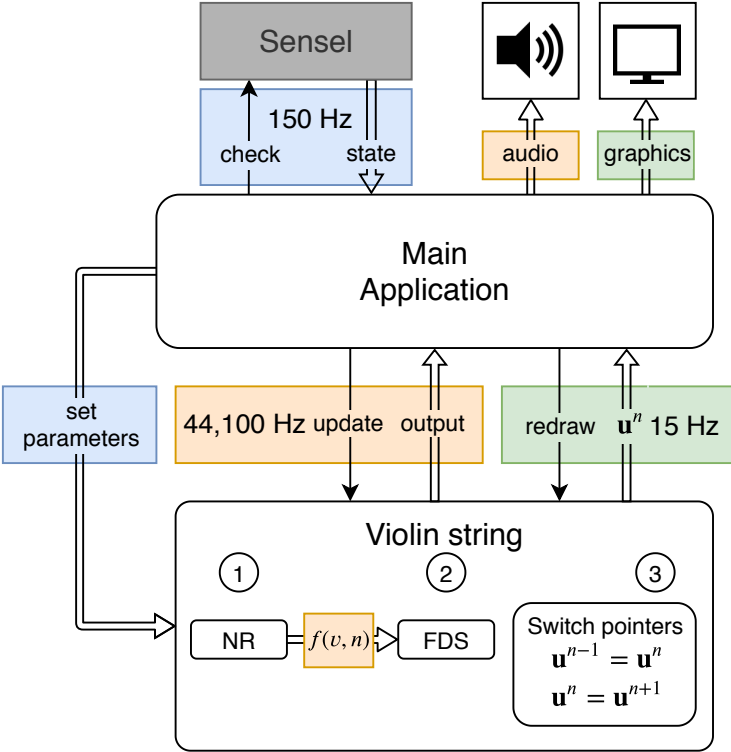 Sensel
150 Hz
check
state
audio
graphics
Main
Application
set
parameters
44,100 Hz update output
redraw uⁿ 15 Hz
Violin string
1
2
3
NR
f(v, n)
FDS
Switch pointers
uⁿ⁻¹ = uⁿ
uⁿ = uⁿ⁺¹